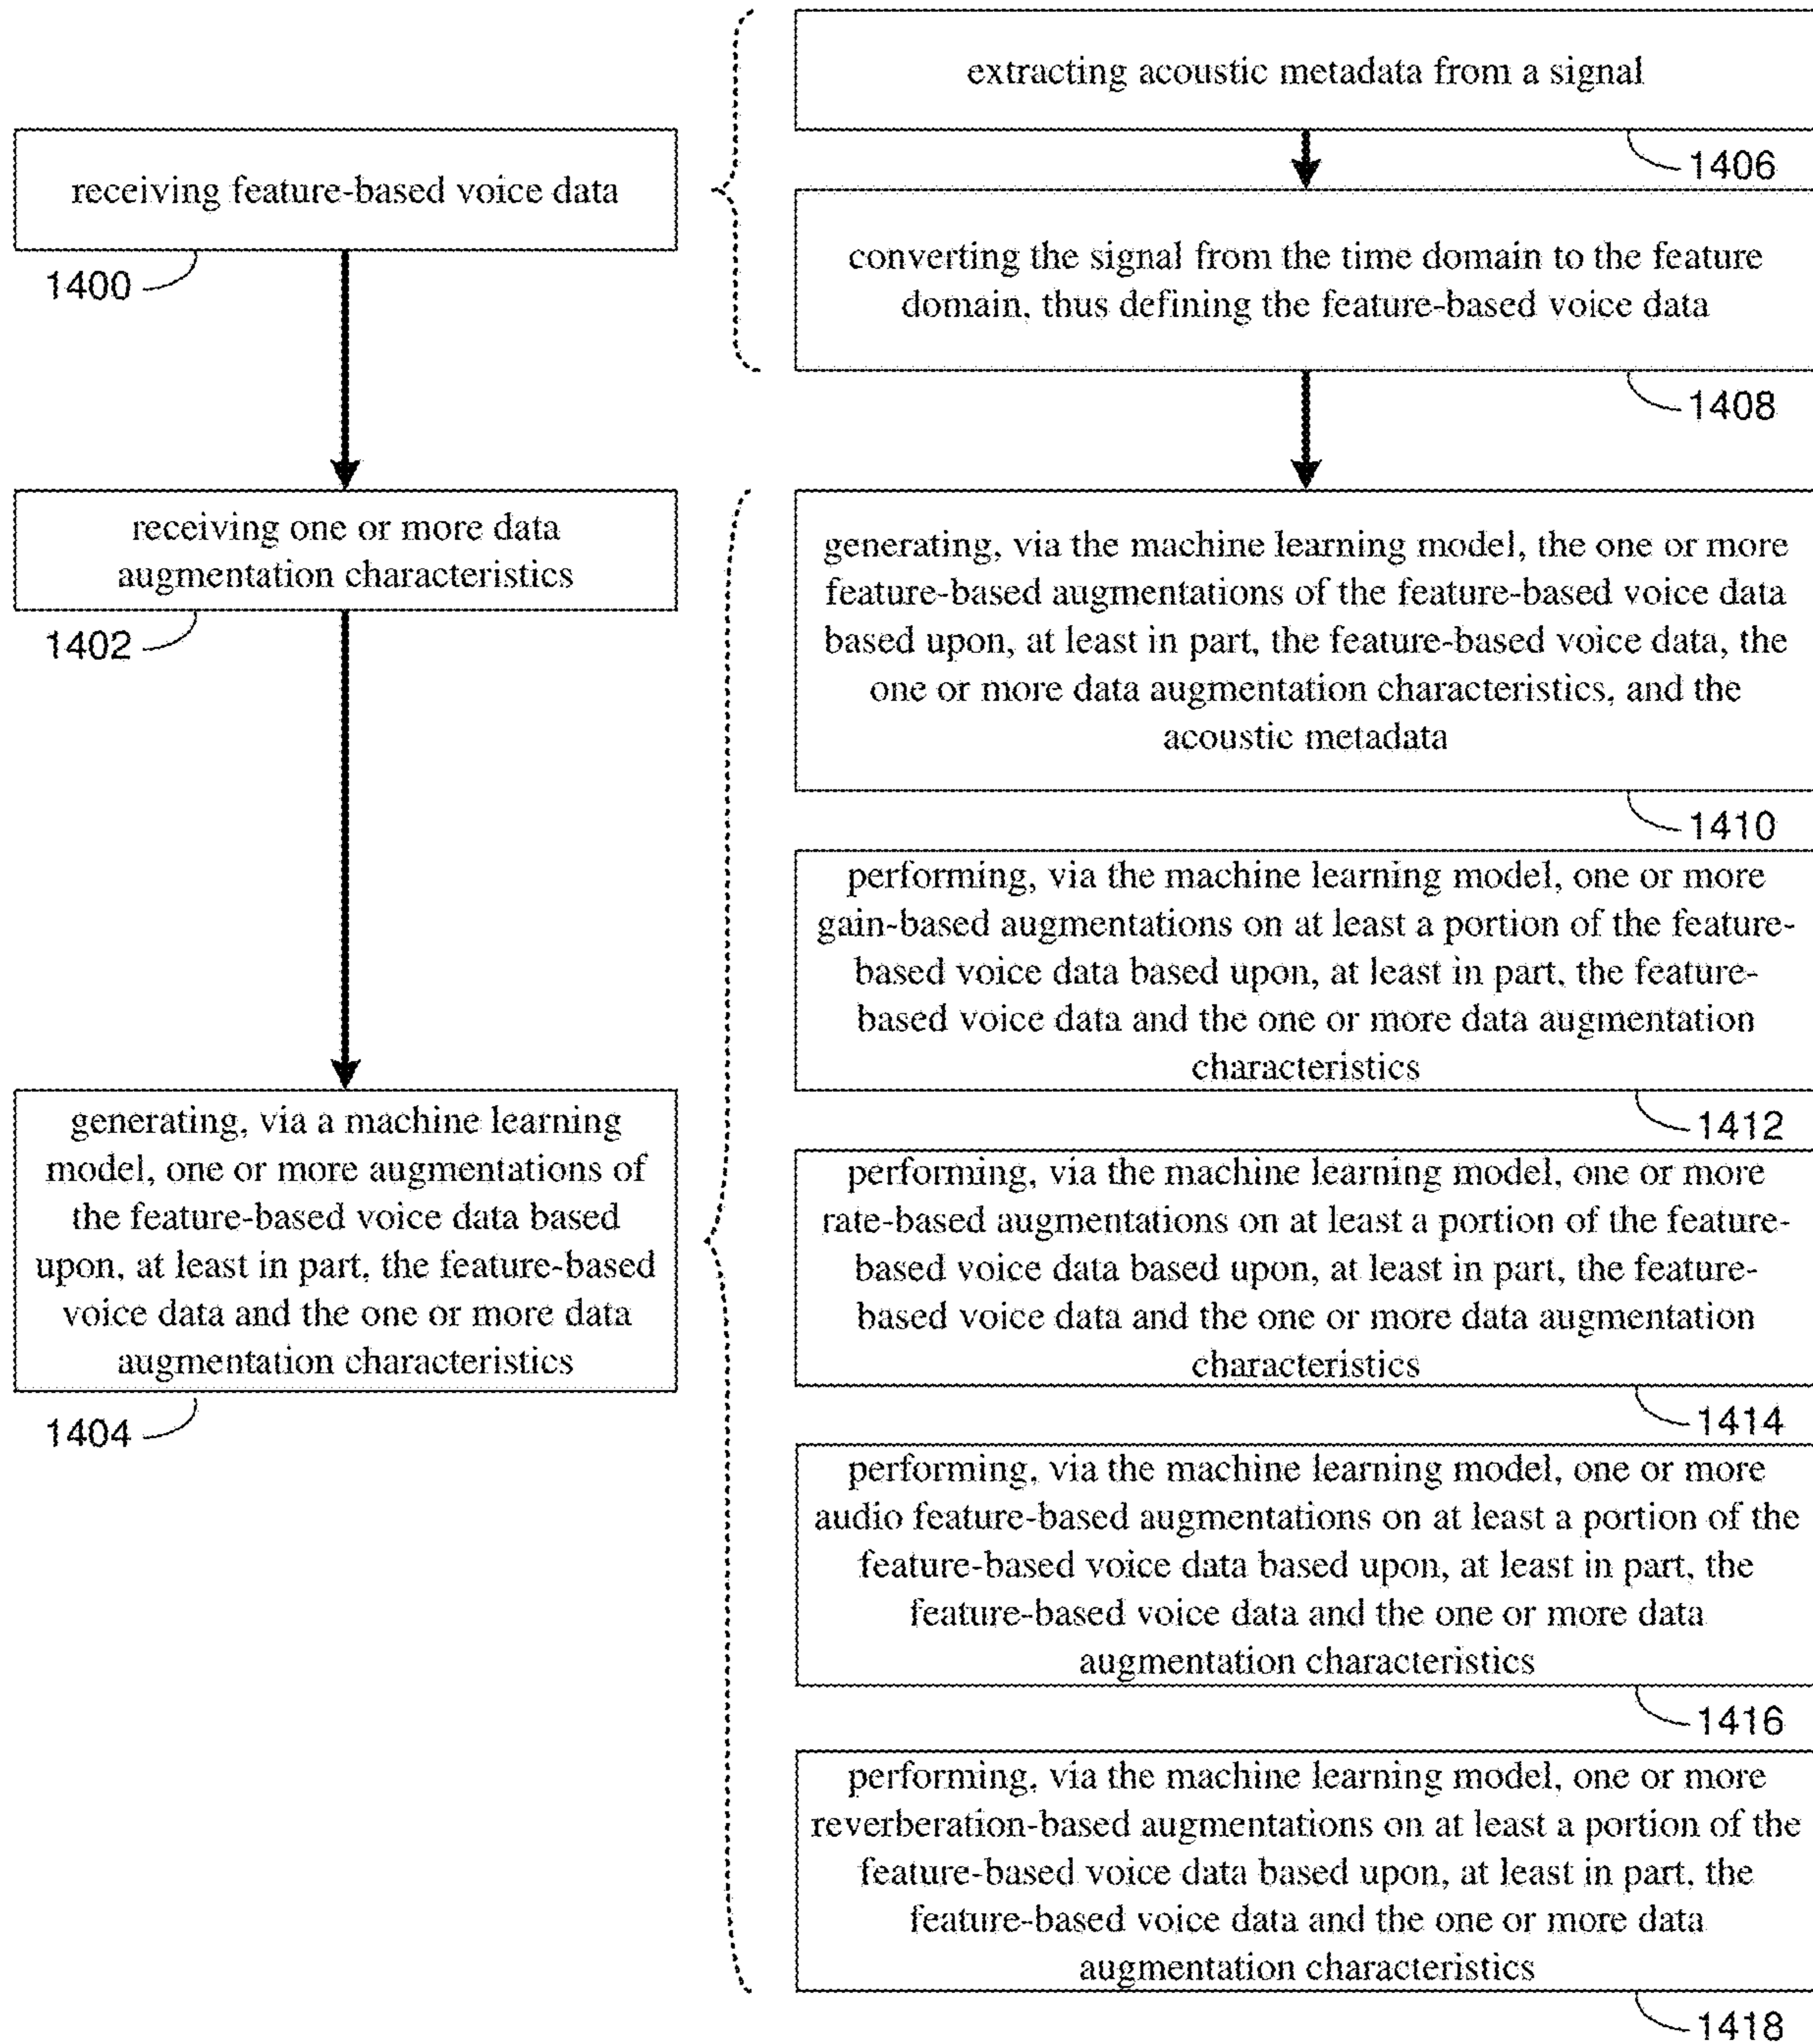 receiving feature-based voice data
1400
receiving one or more data
augmentation characteristics
1402
generating, via a machine learning
model, one or more augmentations of
the feature-based voice data based
upon, at least in part, the feature-based
voice data and the one or more data
augmentation characteristics
1404
extracting acoustic metadata from a signal
1406
converting the signal from the time domain to the feature
domain, thus defining the feature-based voice data
1408
generating, via the machine learning model, the one or more
feature-based augmentations of the feature-based voice data
based upon, at least in part, the feature-based voice data, the
one or more data augmentation characteristics, and the
acoustic metadata
1410
performing, via the machine learning model, one or more
gain-based augmentations on at least a portion of the feature-
based voice data based upon, at least in part, the feature-
based voice data and the one or more data augmentation
characteristics
1412
performing, via the machine learning model, one or more
rate-based augmentations on at least a portion of the feature-
based voice data based upon, at least in part, the feature-
based voice data and the one or more data augmentation
characteristics
1414
performing, via the machine learning model, one or more
audio feature-based augmentations on at least a portion of the
feature-based voice data based upon, at least in part, the
feature-based voice data and the one or more data
augmentation characteristics
1416
performing, via the machine learning model, one or more
reverberation-based augmentations on at least a portion of the
feature-based voice data based upon, at least in part, the
feature-based voice data and the one or more data
augmentation characteristics
1418